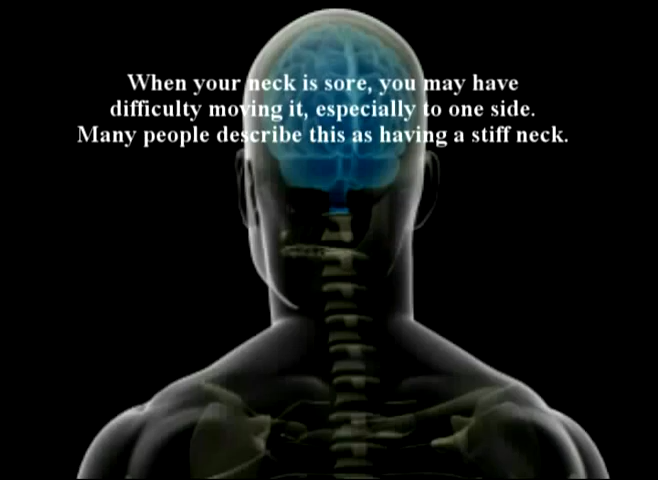 When your neck is sore, you may have
difficulty moving it, especially to one side.
Many people describe this as having a stiff neck.